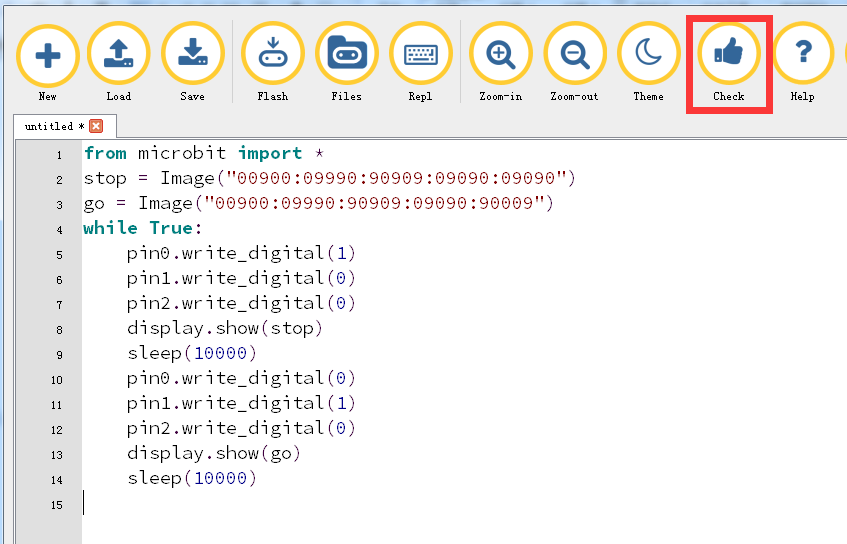 New Load Save Flash Files Repl Zoom-in Zoom-out Theme Check Help
untitled *
1 from microbit import *
2 stop = Image("00900:09990:90909:09090:09090")
3 go = Image("00900:09990:90909:09090:90009")
4 while True:
5     pin0.write_digital(1)
6     pin1.write_digital(0)
7     pin2.write_digital(0)
8     display.show(stop)
9     sleep(10000)
10     pin0.write_digital(0)
11     pin1.write_digital(1)
12     pin2.write_digital(0)
13     display.show(go)
14     sleep(10000)
15